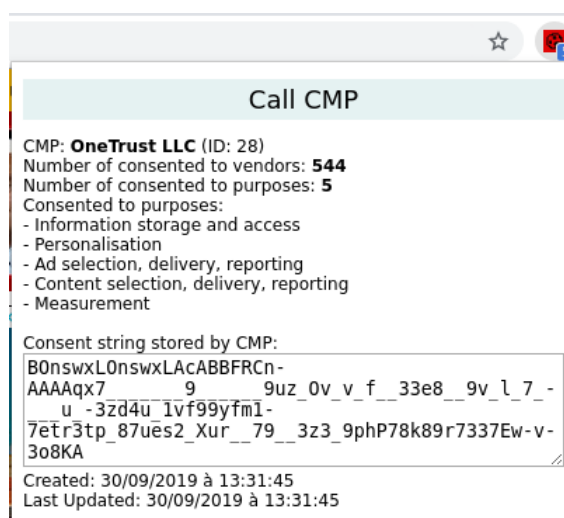 Call CMP
CMP: OneTrust LLC (ID: 28)
Number of consented to vendors: 544
Number of consented to purposes: 5
Consented to purposes:
- Information storage and access
- Personalisation
- Ad selection, delivery, reporting
- Content selection, delivery, reporting
- Measurement
Consent string stored by CMP:
BOnswxLOnswxLAcABBFRCn-
AAAAqx7_______9______9uz_Ov_v_f__33e8__9v_l_7_-
___u_-3zd4u_1vf99yfm1-
7etr3tp_87ues2_Xur__79__3z3_9phP78k89r7337Ew-v-
3o8KA
Created: 30/09/2019 à 13:31:45
Last Updated: 30/09/2019 à 13:31:45